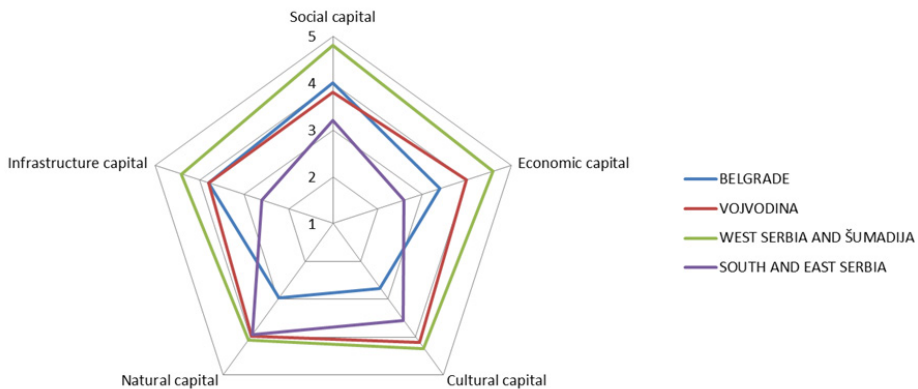 Social capital
5
4
3
2
1
Infrastructure capital
Economic capital
Natural capital
Cultural capital
BELGRADE
VOJVODINA
WEST SERBIA AND ŠUMADIJA
SOUTH AND EAST SERBIA